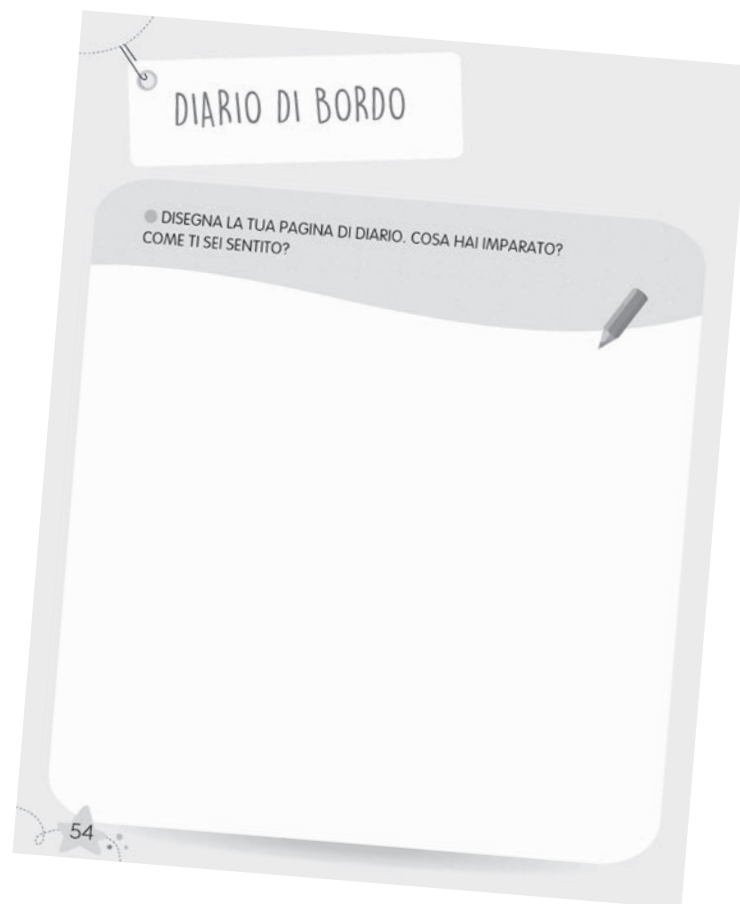 DIARIO DI BORDO
DISEGNA LA TUA PAGINA DI DIARIO. COSA HAI IMPARATO?
COME TI SEI SENTITO?
54